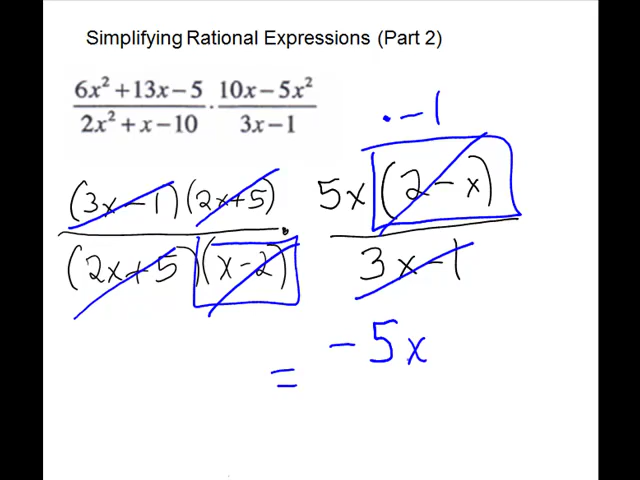 Simplifying Rational Expressions (Part 2)
6x² + 13x − 5 / 2x² + x − 10 · 10x − 5x² / 3x − 1
· −1
(3x − 1)(2x + 5) / (2x + 5)(x − 2) · 5x(2 − x) / 3x − 1
= −5x